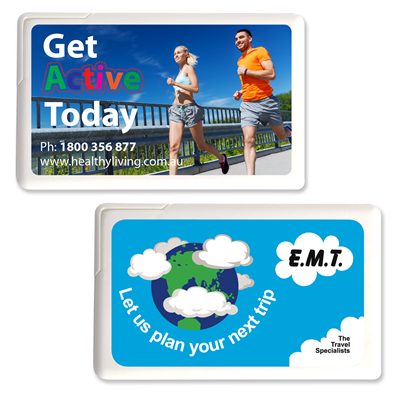 Get
Active
Today
Ph: 1800 356 877
www.healthyliving.com.au
E.M.T.
Let us plan your next trip
The
Travel
Specialists